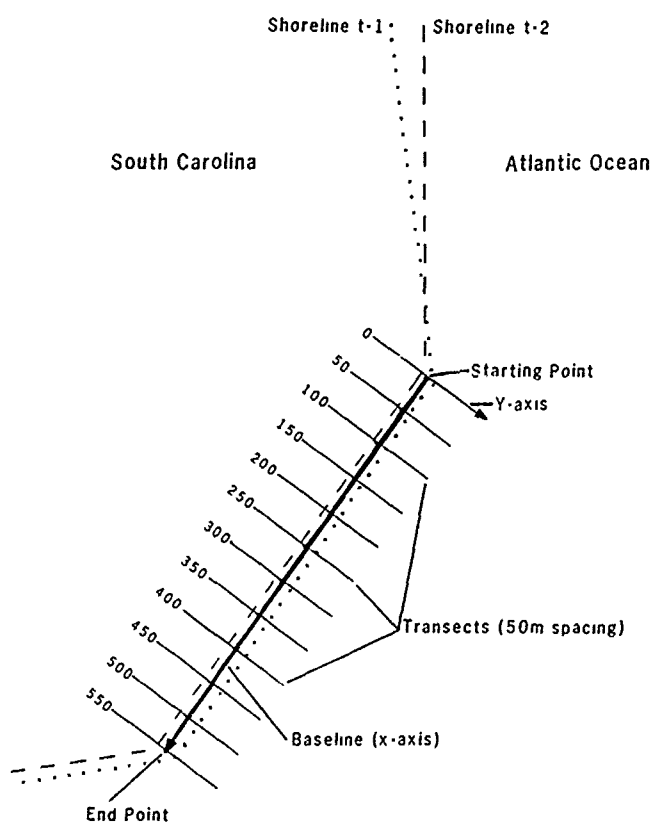 Shoreline t-1
Shoreline t-2
South Carolina
Atlantic Ocean
0
Starting Point
50
Y-axis
100
150
200
250
300
350
Transects (50m spacing)
400
450
500
Baseline (x-axis)
550
End Point